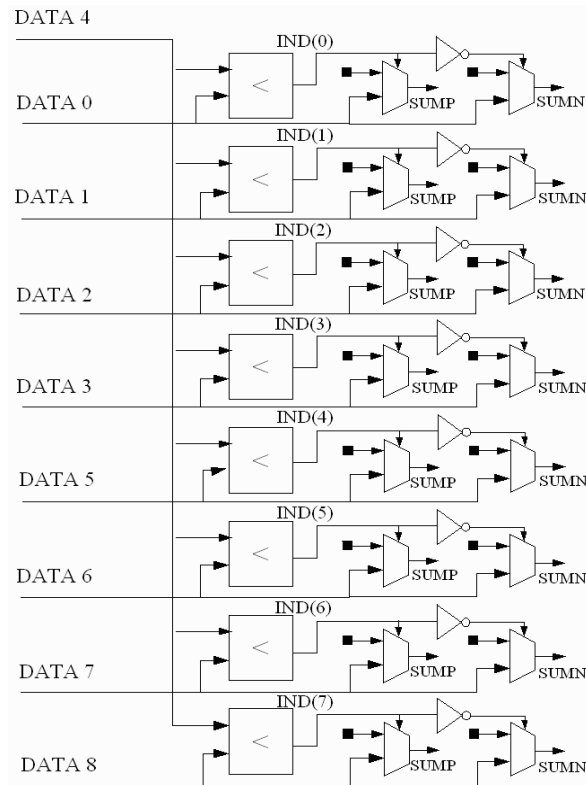 DATA 4
IND(0)
<
DATA 0
SUMP
SUMN
IND(1)
<
DATA 1
SUMP
SUMN
IND(2)
<
DATA 2
SUMP
SUMN
IND(3)
<
DATA 3
SUMP
SUMN
IND(4)
<
DATA 5
SUMP
SUMN
IND(5)
<
DATA 6
SUMP
SUMN
IND(6)
<
DATA 7
SUMP
SUMN
IND(7)
<
DATA 8
SUMP
SUMN